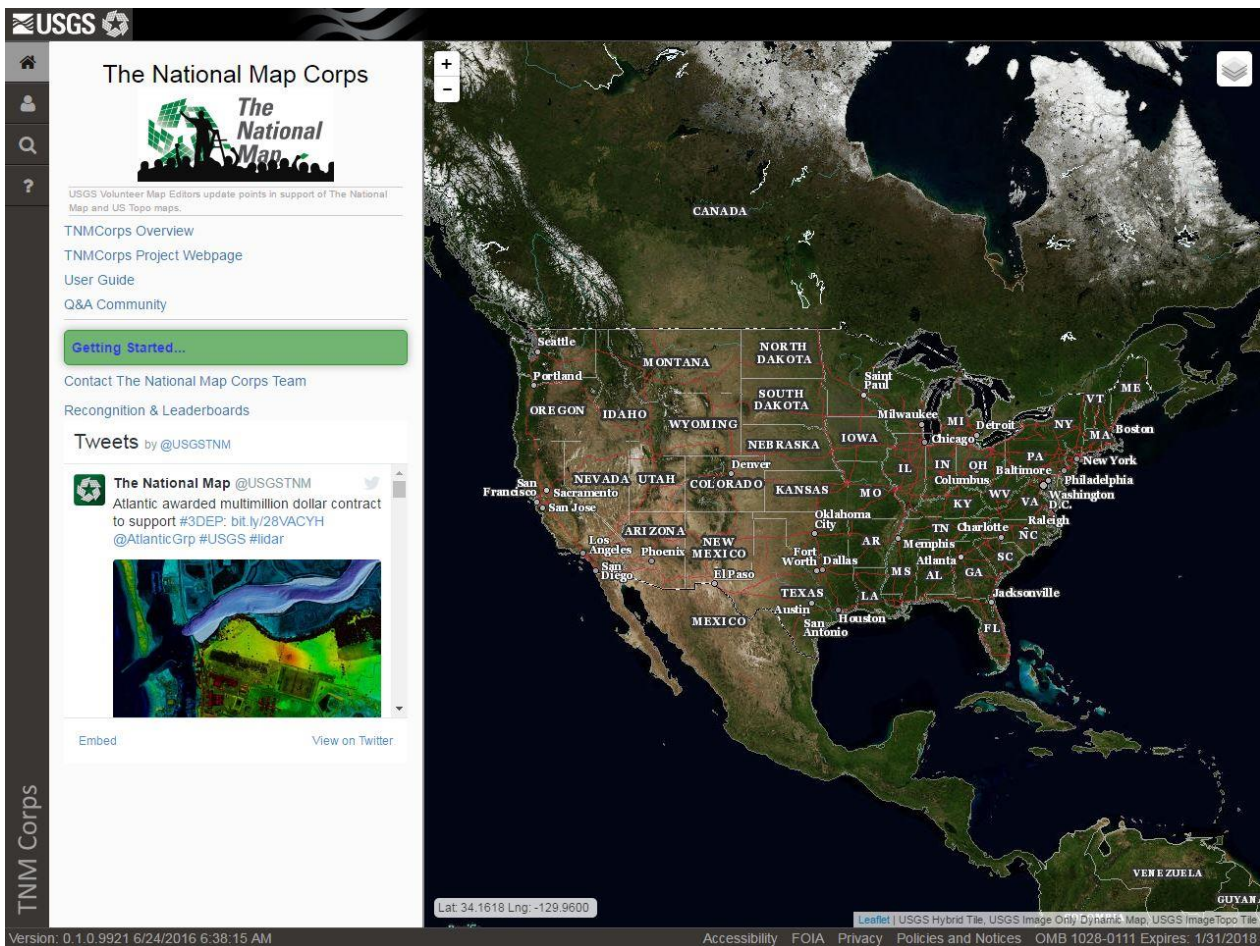 USGS
The National Map Corps
The
National
Map
USGS Volunteer Map Editors update points in support of The National
Map and US Topo maps.
TNMCorps Overview
TNMCorps Project Webpage
User Guide
Q&A Community
Getting Started...
Contact The National Map Corps Team
Recongnition & Leaderboards
Tweets by @USGSTNM
The National Map @USGSTNM
Atlantic awarded multimillion dollar contract
to support #3DEP: bit.ly/28VACYH
@AtlanticGrp #USGS #lidar
Embed View on Twitter
TNM Corps
?
+
-
CANADA
Seattle
Portland
MONTANA
NORTH
DAKOTA
Saint
Paul
ME
VT
OREGON
IDAHO
SOUTH
DAKOTA
WYOMING
Milwaukee
MI
Detroit
NY
MA
Boston
NEBRASKA
IOWA
Chicago
PA
New York
Denver
IL
IN
OH
Columbus
Baltimore
Philadelphia
San
Francisco
Sacramento
San Jose
NEVADA
UTAH
COLORADO
KANSAS
MO
KY
WV
VA
Washington
D.C.
Oklahoma
City
TN
Charlotte
Raleigh
NC
Los
Angeles
ARIZONA
Phoenix
NEW
MEXICO
AR
Memphis
Atlanta
SC
San
Diego
El Paso
Fort
Worth
Dallas
MS
AL
GA
TEXAS
LA
Jacksonville
Austin
Houston
San
Antonio
MEXICO
FL
VENEZUELA
GUYAN
Lat: 34.1618 Lng: -129.9600
Leaflet | USGS Hybrid Tile, USGS Image Only, Dynamic Map, USGS ImageTopo Tile
Version: 0.1.0.9921 6/24/2016 6:38:15 AM
Accessibility FOIA Privacy Policies and Notices OMB 1028-0111 Expires: 1/31/2018